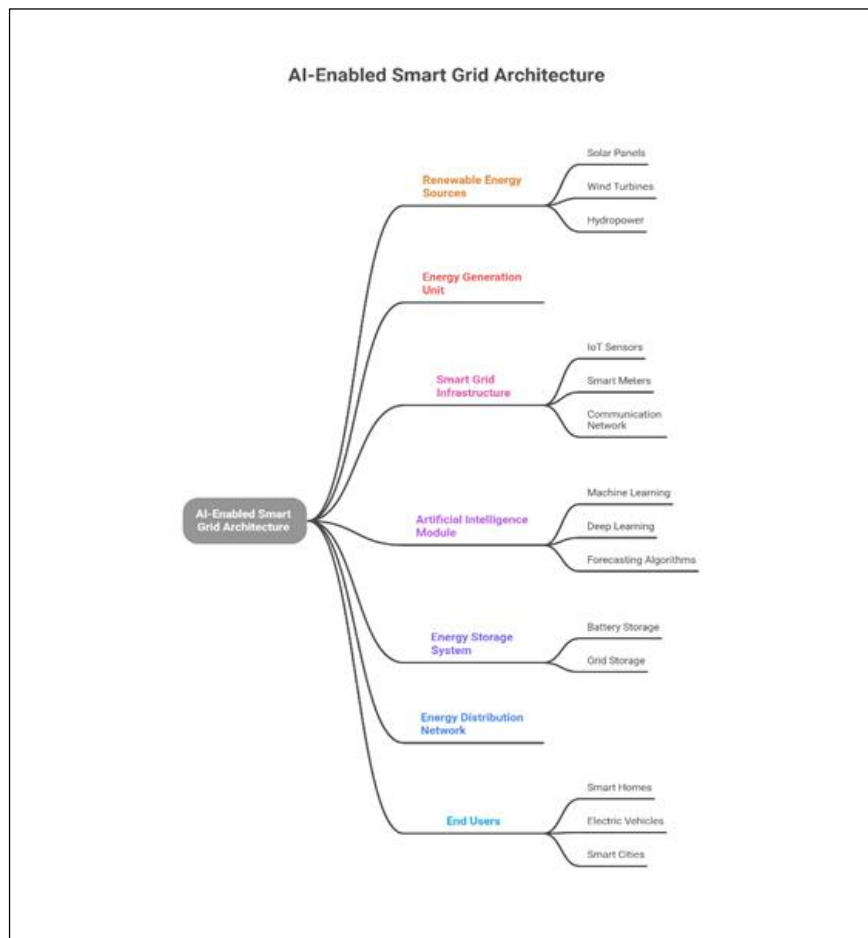 AI-Enabled Smart Grid Architecture
Solar Panels
Renewable Energy
Sources
Wind Turbines
Hydropower
Energy Generation
Unit
IoT Sensors
Smart Grid
Infrastructure
Smart Meters
Communication
Network
AI-Enabled Smart
Grid Architecture
Machine Learning
Artificial Intelligence
Module
Deep Learning
Forecasting Algorithms
Battery Storage
Energy Storage
System
Grid Storage
Energy Distribution
Network
Smart Homes
End Users
Electric Vehicles
Smart Cities